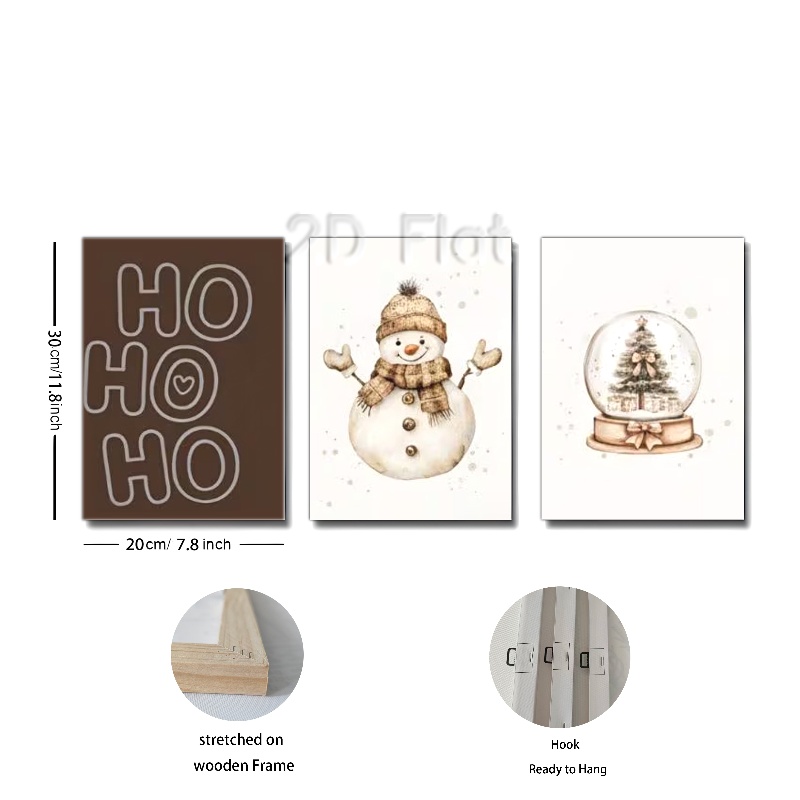 2D Flat
HO
HO
HO
30cm/11.8inch
20cm/ 7.8 inch
stretched on
wooden Frame
Hook
Ready to Hang